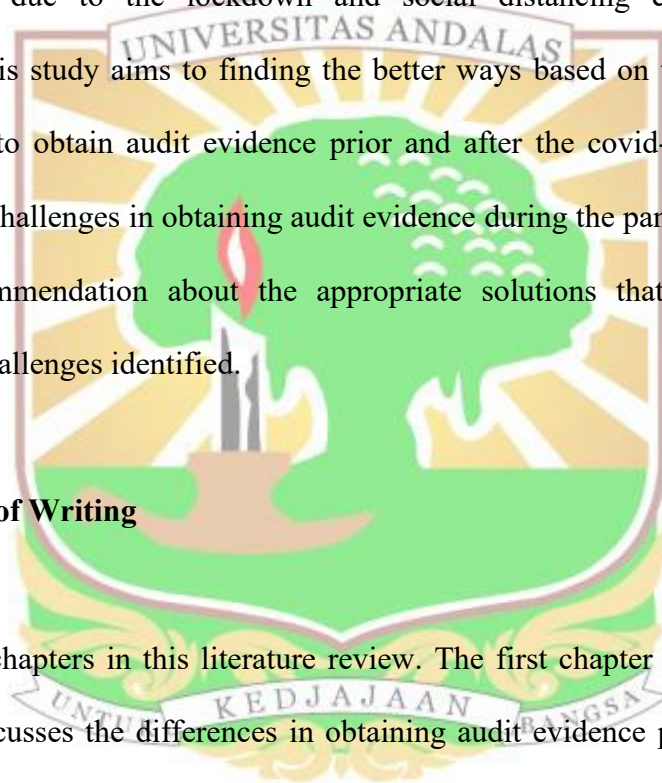 due to the lockdown and social distancing
UNIVERSITAS ANDALAS
is study aims to finding the better ways based on
to obtain audit evidence prior and after the covid-
hallenges in obtaining audit evidence during the
mmendation about the appropriate solutions that
allenges identified.
of Writing
chapters in this literature review. The first chapter
UNTUK KEDJAJAAN BANGSA
cusses the differences in obtaining audit evidence